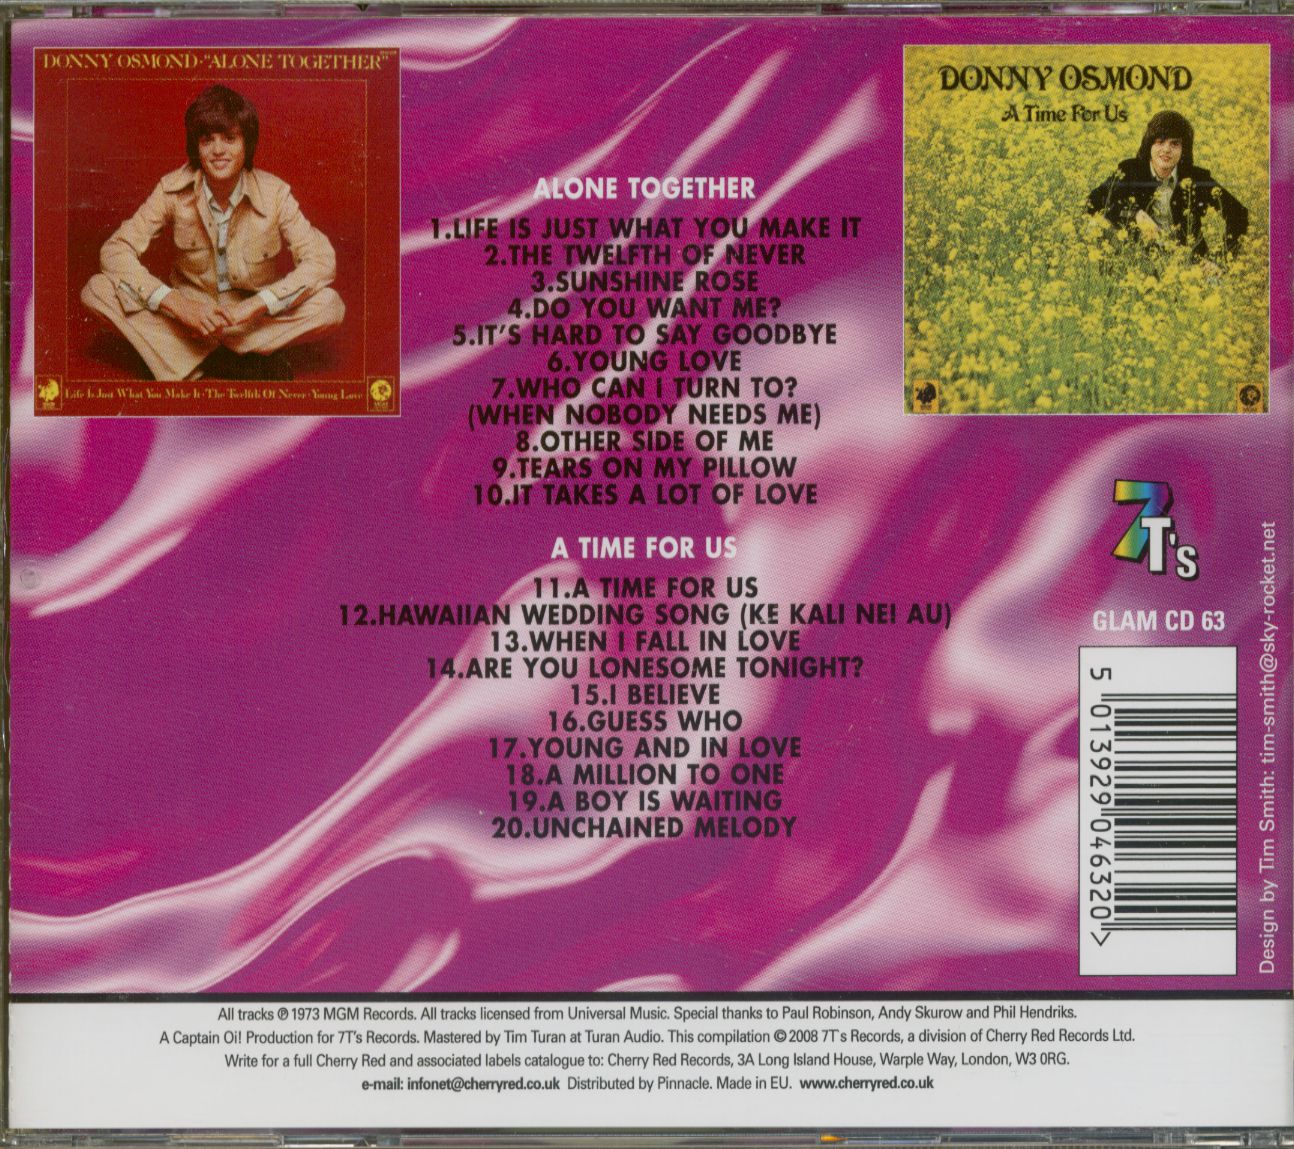 DONNY OSMOND · "ALONE TOGETHER"
Life Is Just What You Make It · The Twelfth Of Never · Young Love
DONNY OSMOND
A Time For Us
ALONE TOGETHER
1.LIFE IS JUST WHAT YOU MAKE IT
2.THE TWELFTH OF NEVER
3.SUNSHINE ROSE
4.DO YOU WANT ME?
5.IT'S HARD TO SAY GOODBYE
6.YOUNG LOVE
7.WHO CAN I TURN TO?
(WHEN NOBODY NEEDS ME)
8.OTHER SIDE OF ME
9.TEARS ON MY PILLOW
10.IT TAKES A LOT OF LOVE
A TIME FOR US
11.A TIME FOR US
12.HAWAIIAN WEDDING SONG (KE KALI NEI AU)
13.WHEN I FALL IN LOVE
14.ARE YOU LONESOME TONIGHT?
15.I BELIEVE
16.GUESS WHO
17.YOUNG AND IN LOVE
18.A MILLION TO ONE
19.A BOY IS WAITING
20.UNCHAINED MELODY
7T's
GLAM CD 63
5 013929 046320 >
Design by Tim Smith: tim-smith@sky-rocket.net
All tracks ℗ 1973 MGM Records. All tracks licensed from Universal Music. Special thanks to Paul Robinson, Andy Skurow and Phil Hendriks.
A Captain Oi! Production for 7T's Records. Mastered by Tim Turan at Turan Audio. This compilation © 2008 7T's Records, a division of Cherry Red Records Ltd.
Write for a full Cherry Red and associated labels catalogue to: Cherry Red Records, 3A Long Island House, Warple Way, London, W3 0RG.
e-mail: infonet@cherryred.co.uk Distributed by Pinnacle. Made in EU. www.cherryred.co.uk